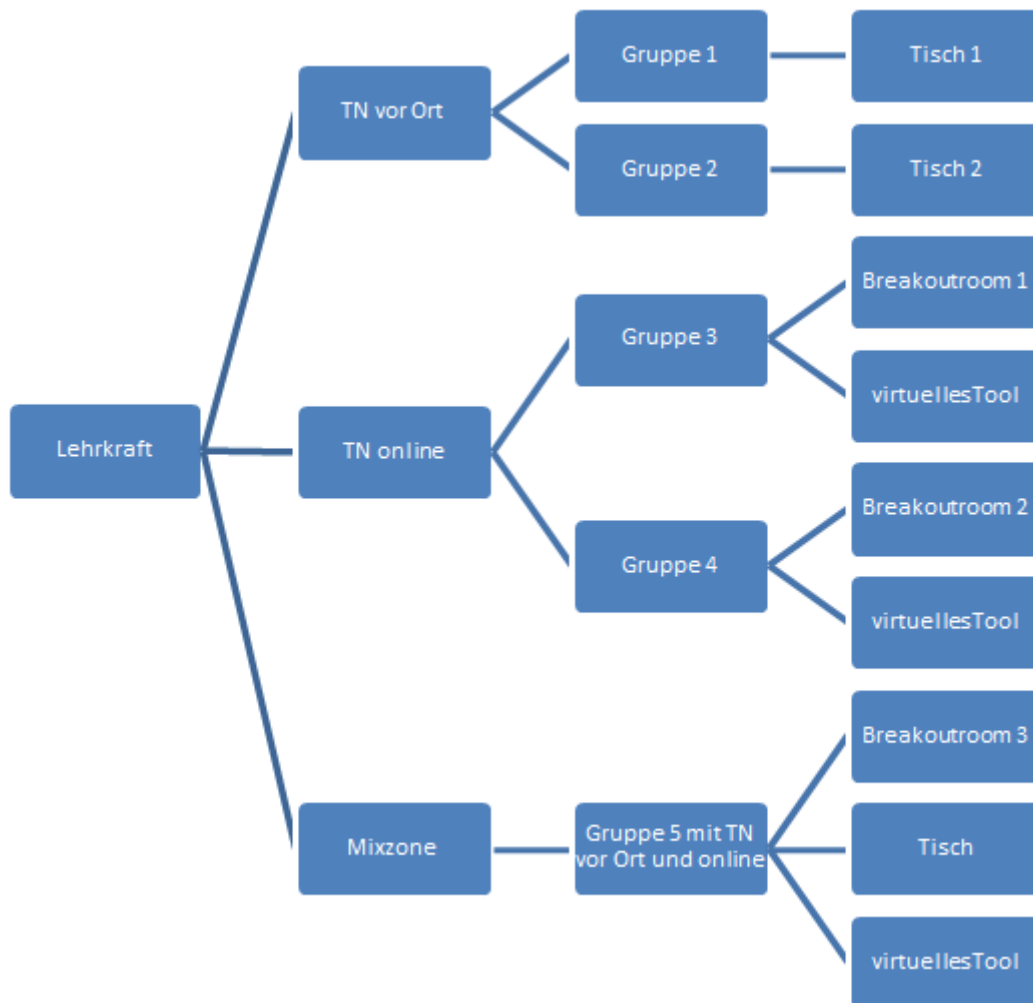 Lehrkraft
TN vor Ort
Gruppe 1
Tisch 1
Gruppe 2
Tisch 2
TN online
Gruppe 3
Breakoutroom 1
virtuellesTool
Gruppe 4
Breakoutroom 2
virtuellesTool
Mixzone
Gruppe 5 mit TN
vor Ort und online
Breakoutroom 3
Tisch
virtuellesTool